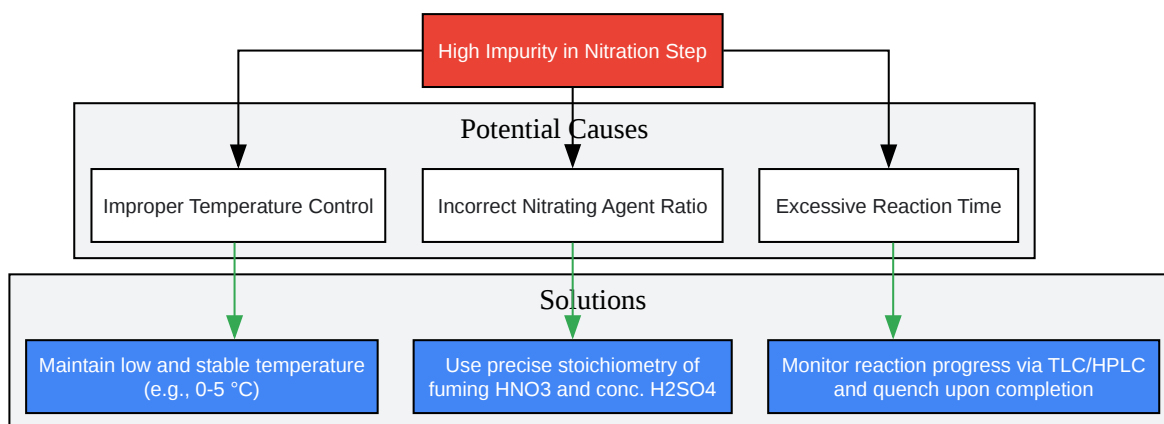 High Impurity in Nitration Step
Potential Causes
Improper Temperature Control
Incorrect Nitrating Agent Ratio
Excessive Reaction Time
Solutions
Maintain low and stable temperature
(e.g., 0-5 °C)
Use precise stoichiometry of
fuming HNO3 and conc. H2SO4
Monitor reaction progress via TLC/HPLC
and quench upon completion